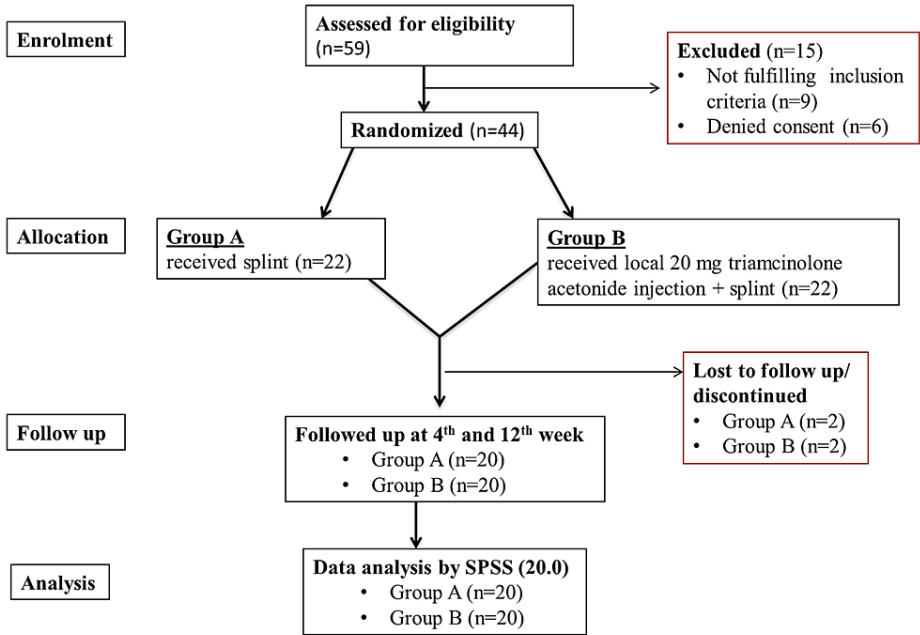 Enrolment
Assessed for eligibility
(n=59)
Excluded (n=15)
• Not fulfilling inclusion
criteria (n=9)
• Denied consent (n=6)
Randomized (n=44)
Allocation
Group A
received splint (n=22)
Group B
received local 20 mg triamcinolone
acetonide injection + splint (n=22)
Lost to follow up/
discontinued
• Group A (n=2)
• Group B (n=2)
Follow up
Followed up at 4th and 12th week
• Group A (n=20)
• Group B (n=20)
Analysis
Data analysis by SPSS (20.0)
• Group A (n=20)
• Group B (n=20)